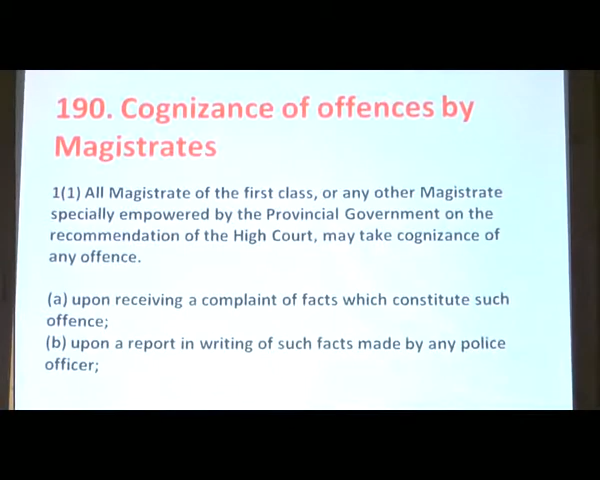 190. Cognizance of offences by
Magistrates
1(1) All Magistrate of the first class, or any other Magistrate
specially empowered by the Provincial Government on the
recommendation of the High Court, may take cognizance of
any offence.
(a) upon receiving a complaint of facts which constitute such
offence;
(b) upon a report in writing of such facts made by any police
officer;